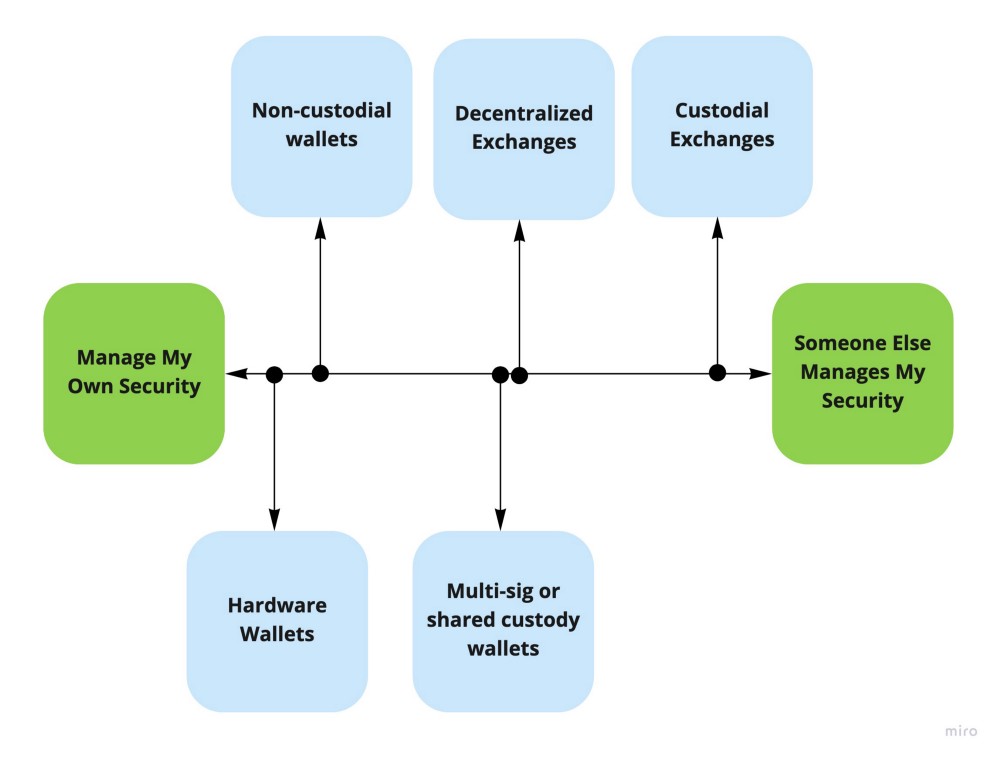 Non-custodial
wallets
Decentralized
Exchanges
Custodial
Exchanges
Manage My
Own Security
Someone Else
Manages My
Security
Hardware
Wallets
Multi-sig or
shared custody
wallets
miro